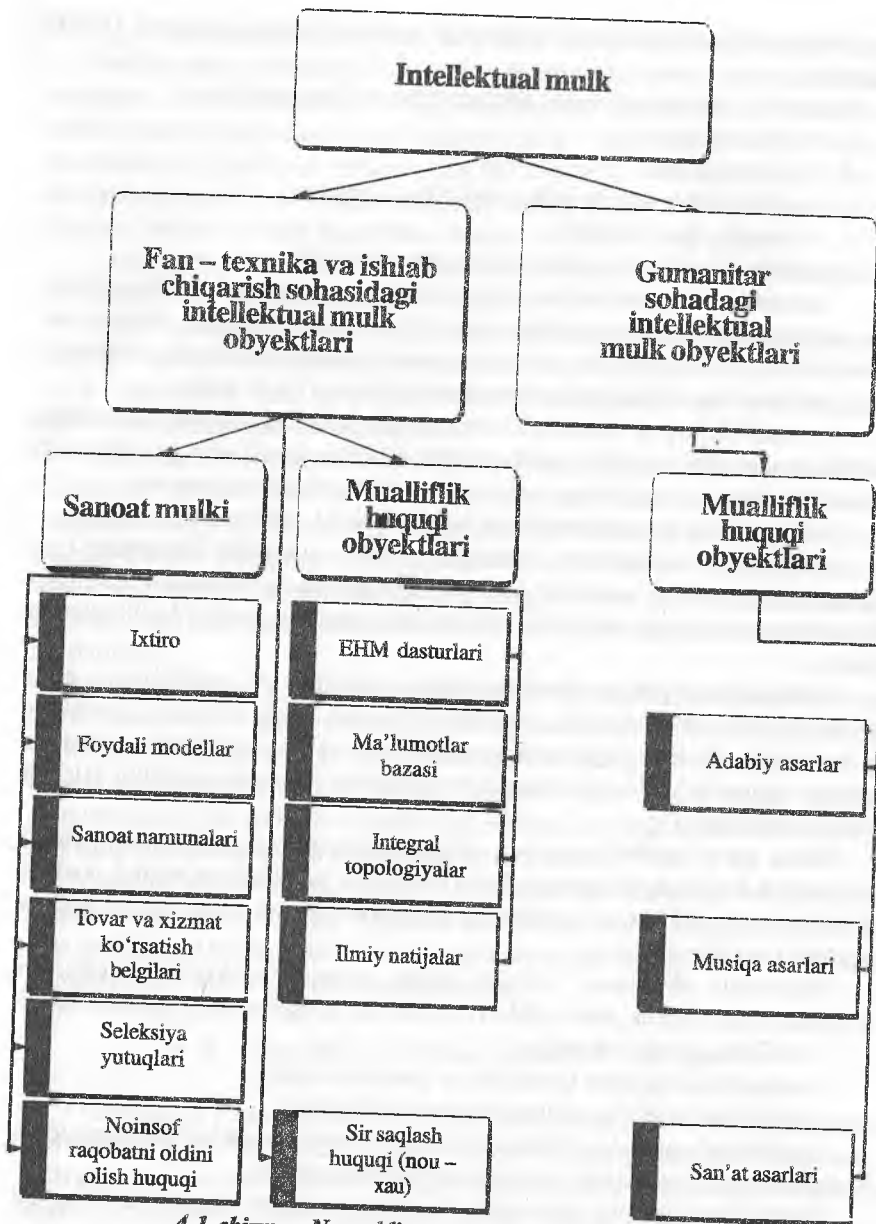 Intellektual mulk
Fan – texnika va ishlab
chiqarish sohasidagi
intellektual mulk
obyektlari
Gumanitar
sohadagi
intellektual
mulk obyektlari
Sanoat mulki
Mualliflik
huquqi
obyektlari
Mualliflik
huquqi
obyektlari
Ixtiro
Foydali modellar
Sanoat namunalari
Tovar va xizmat
ko‘rsatish
belgilari
Seleksiya
yutuqlari
Noinsof
raqobatni oldini
olish huquqi
EHM dasturlari
Ma’lumotlar
bazasi
Integral
topologiyalar
Ilmiy natijalar
Sir saqlash
huquqi (nou –
xau)
Adabiy asarlar
Musiqa asarlari
San’at asarlari